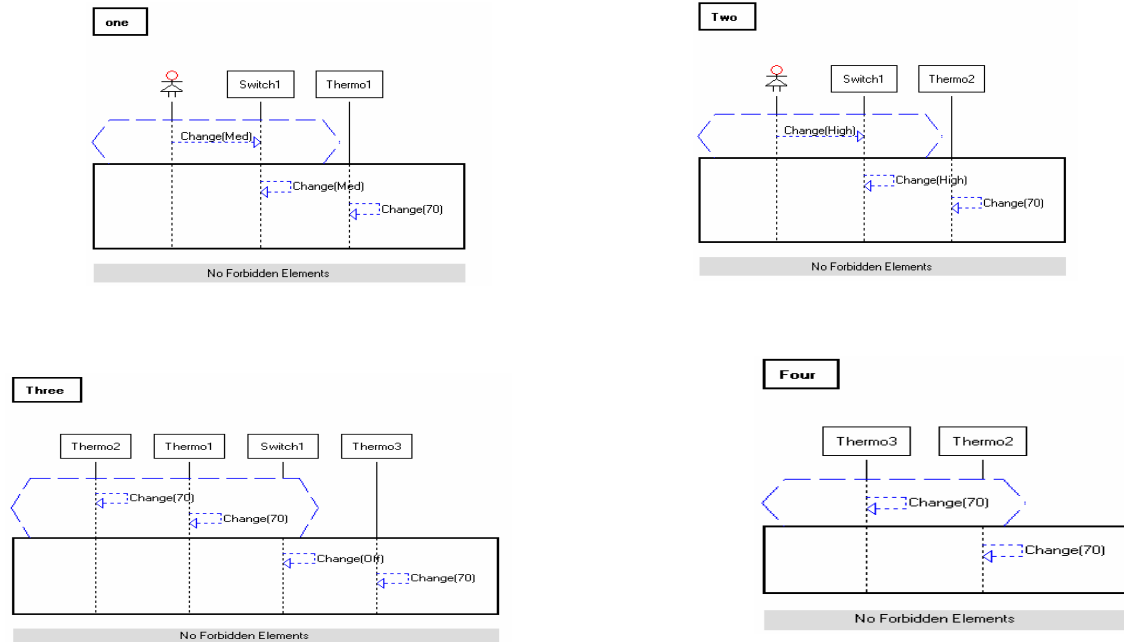 one
Switch1
Thermo1
Change(Med)
Change(Med)
Change(70)
No Forbidden Elements
Two
Switch1
Thermo2
Change(High)
Change(High)
Change(70)
No Forbidden Elements
Three
Thermo2
Thermo1
Switch1
Thermo3
Change(70)
Change(70)
Change(Off)
Change(70)
No Forbidden Elements
Four
Thermo3
Thermo2
Change(70)
Change(70)
No Forbidden Elements